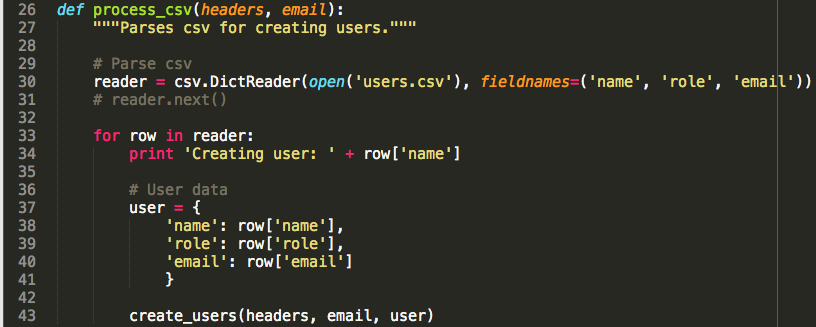 26 def process_csv(headers, email):
27     """Parses csv for creating users."""
28
29     # Parse csv
30     reader = csv.DictReader(open('users.csv'), fieldnames=('name', 'role', 'email'))
31     # reader.next()
32
33     for row in reader:
34         print 'Creating user: ' + row['name']
35
36         # User data
37         user = {
38             'name': row['name'],
39             'role': row['role'],
40             'email': row['email']
41             }
42
43         create_users(headers, email, user)